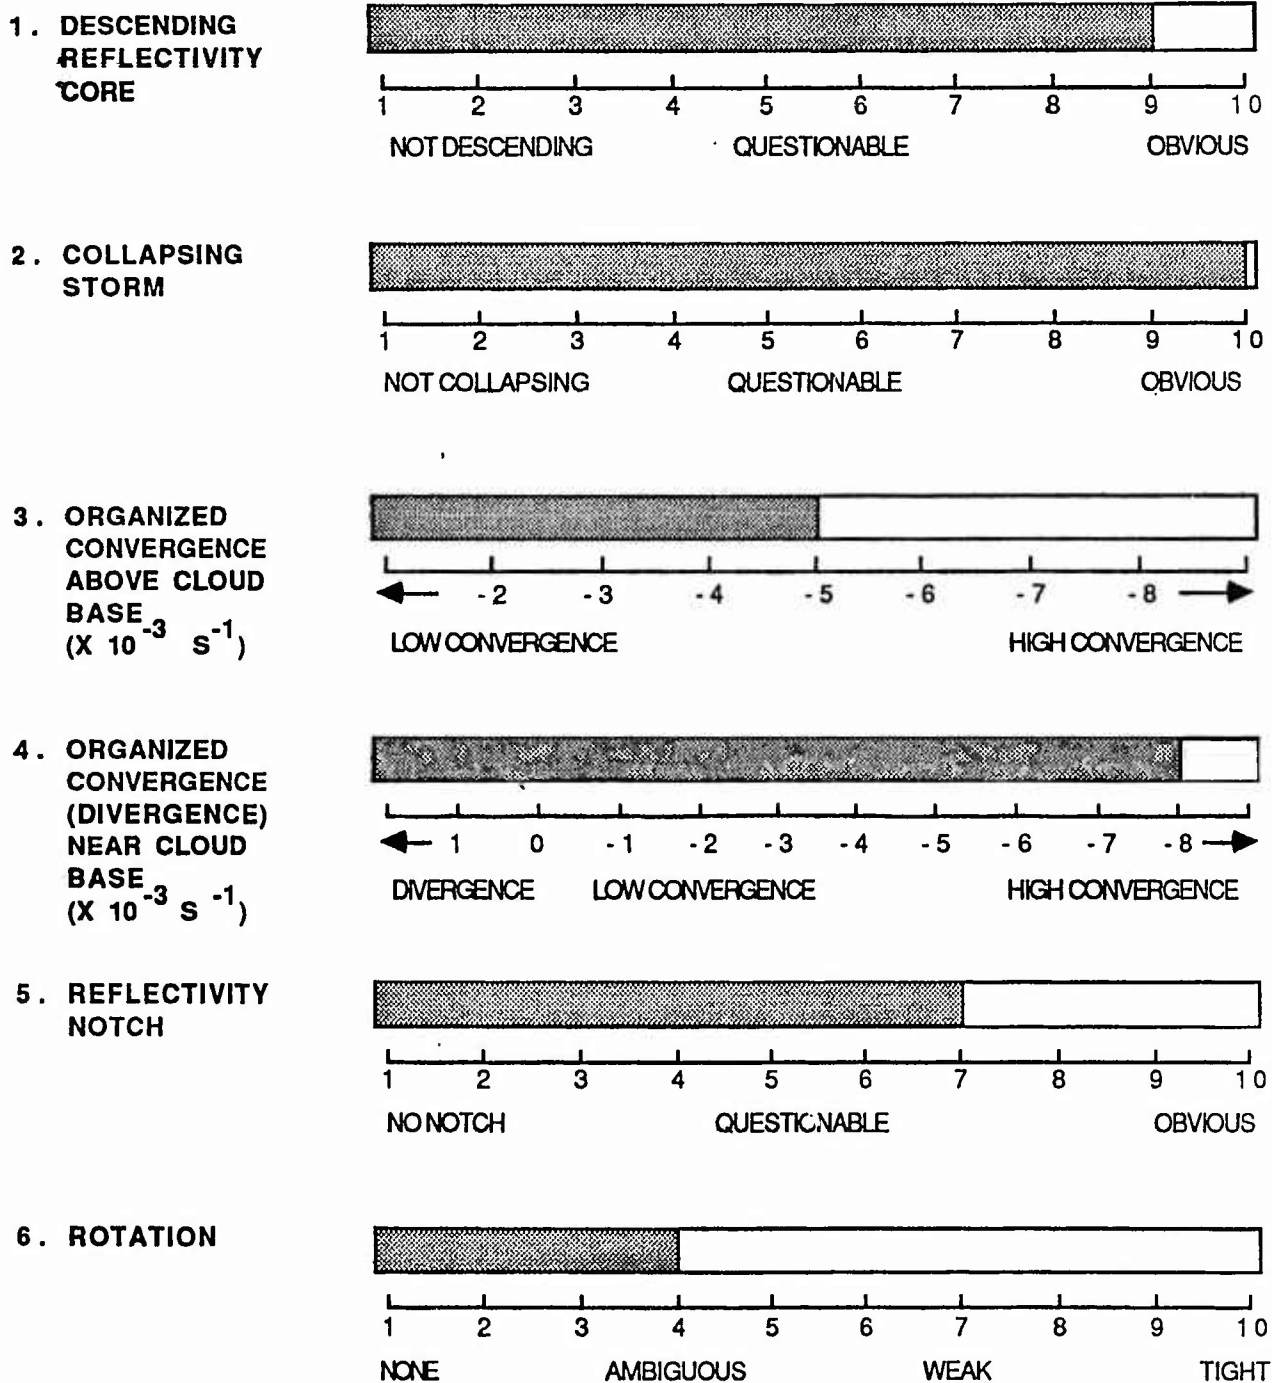 1. DESCENDING
REFLECTIVITY
CORE
1 2 3 4 5 6 7 8 9 10
NOT DESCENDING QUESTIONABLE OBVIOUS
2. COLLAPSING
STORM
1 2 3 4 5 6 7 8 9 10
NOT COLLAPSING QUESTIONABLE OBVIOUS
3. ORGANIZED
CONVERGENCE
ABOVE CLOUD
BASE
(X 10^-3 S^-1)
-2 -3 -4 -5 -6 -7 -8
LOW CONVERGENCE HIGH CONVERGENCE
4. ORGANIZED
CONVERGENCE
(DIVERGENCE)
NEAR CLOUD
BASE
(X 10^-3 S^-1)
1 0 -1 -2 -3 -4 -5 -6 -7 -8
DIVERGENCE LOW CONVERGENCE HIGH CONVERGENCE
5. REFLECTIVITY
NOTCH
1 2 3 4 5 6 7 8 9 10
NO NOTCH QUESTIONABLE OBVIOUS
6. ROTATION
1 2 3 4 5 6 7 8 9 10
NONE AMBIGUOUS WEAK TIGHT